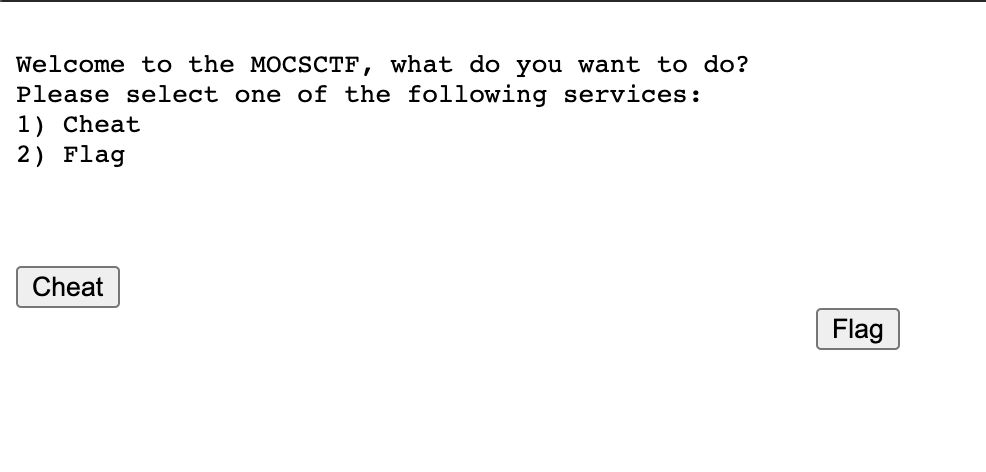 Welcome to the MOCSCTF, what do you want to do?
Please select one of the following services:
1) Cheat
2) Flag
Cheat
Flag